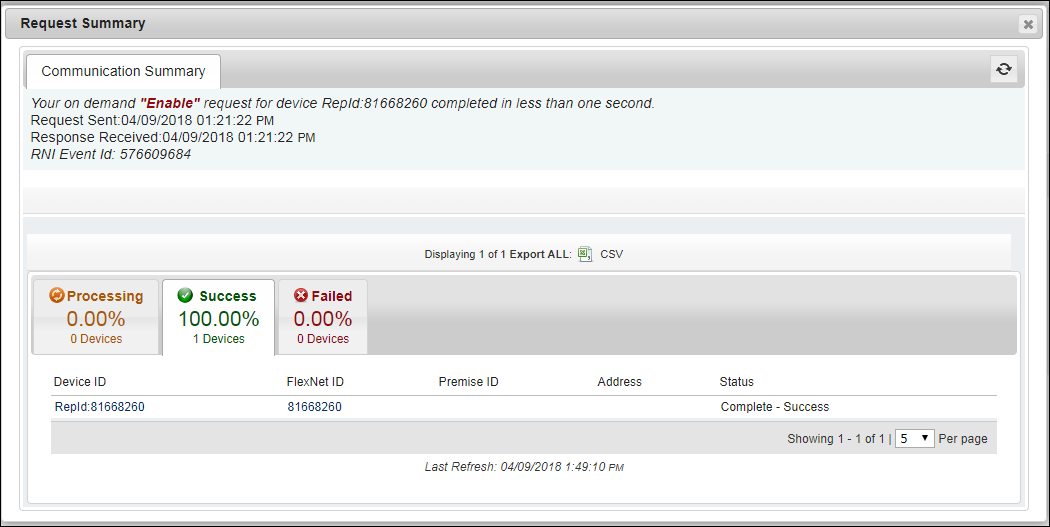 Request Summary
Communication Summary
Your on demand "Enable" request for device RepId:81668260 completed in less than one second.
Request Sent:04/09/2018 01:21:22 PM
Response Received:04/09/2018 01:21:22 PM
RNI Event Id: 576609684
Displaying 1 of 1 Export ALL: CSV
Processing Success Failed
0.00% 100.00% 0.00%
0 Devices 1 Devices 0 Devices
Device ID FlexNet ID Premise ID Address Status
RepId:81668260 81668260 Complete - Success
Showing 1 - 1 of 1 | 5 Per page
Last Refresh: 04/09/2018 1:49:10 PM